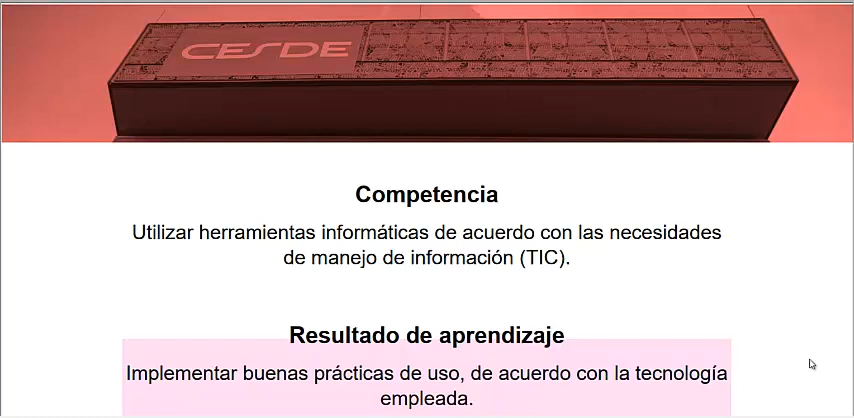 CESDE
Competencia
Utilizar herramientas informáticas de acuerdo con las necesidades
de manejo de información (TIC).
Resultado de aprendizaje
Implementar buenas prácticas de uso, de acuerdo con la tecnología
empleada.